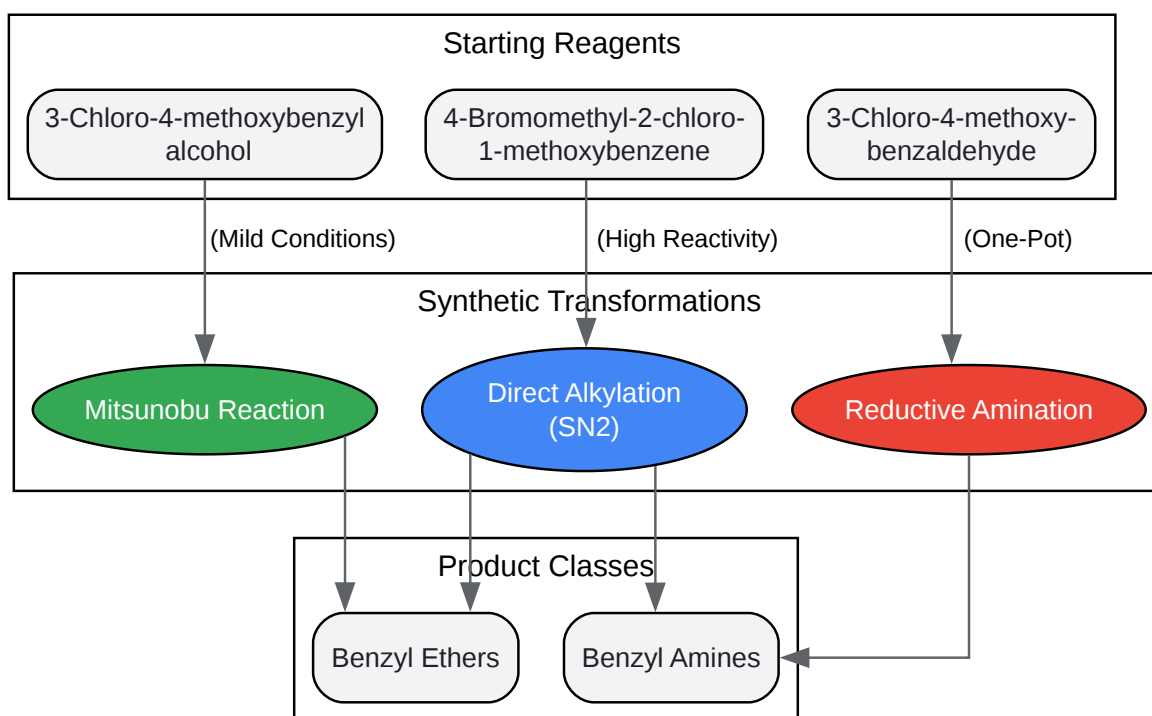 Starting Reagents
3-Chloro-4-methoxybenzyl
alcohol
4-Bromomethyl-2-chloro-
1-methoxybenzene
3-Chloro-4-methoxy-
benzaldehyde
(Mild Conditions)
(High Reactivity)
(One-Pot)
Synthetic Transformations
Mitsunobu Reaction
Direct Alkylation
(SN2)
Reductive Amination
Product Classes
Benzyl Ethers
Benzyl Amines